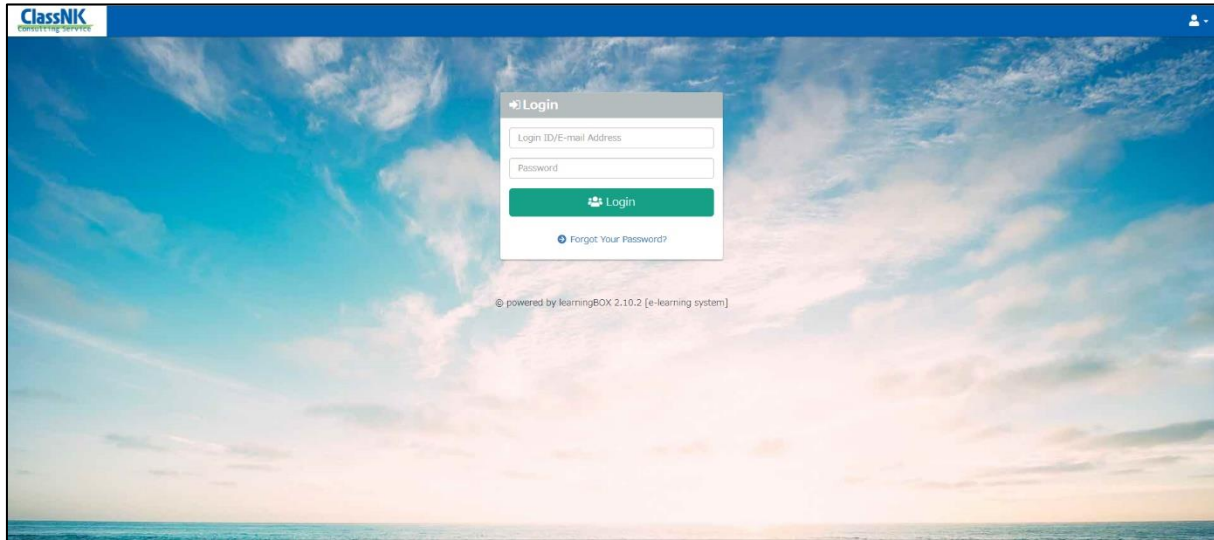 ClassNK
Consulting Service
Login
Login ID/E-mail Address
Password
Login
Forgot Your Password?
© powered by learningBOX 2.10.2 [e-learning system]